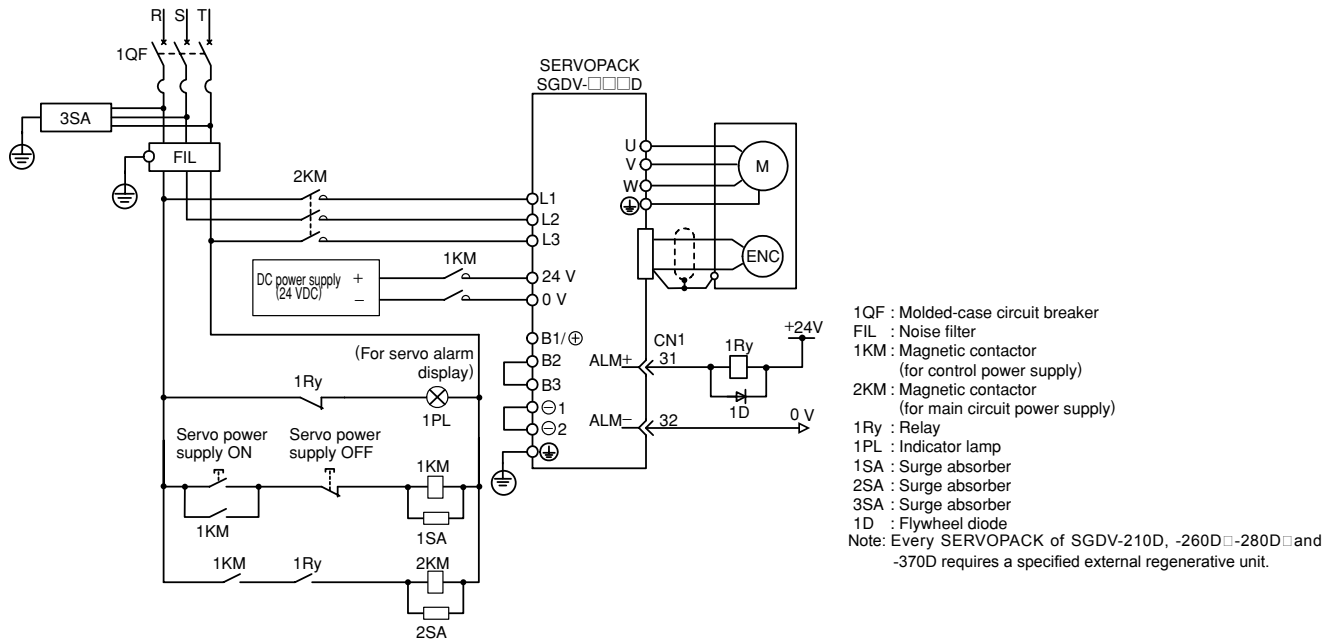 R S T
1QF
SERVOPACK
SGDV-□□□D
3SA
FIL
2KM
U
V
W
M
L1
L2
L3
ENC
DC power supply
(24 VDC)
+
−
1KM
24 V
0 V
B1/⊕
B2
B3
⊖1
⊖2
CN1
ALM+ 31
1Ry
+24V
1D
ALM− 32
0 V
(For servo alarm
display)
1Ry
1PL
Servo power
supply ON
Servo power
supply OFF
1KM
1KM
1SA
1KM
1Ry
2KM
2SA
1QF : Molded-case circuit breaker
FIL : Noise filter
1KM : Magnetic contactor
(for control power supply)
2KM : Magnetic contactor
(for main circuit power supply)
1Ry : Relay
1PL : Indicator lamp
1SA : Surge absorber
2SA : Surge absorber
3SA : Surge absorber
1D : Flywheel diode
Note: Every SERVOPACK of SGDV-210D, -260D□-280D□and
-370D requires a specified external regenerative unit.